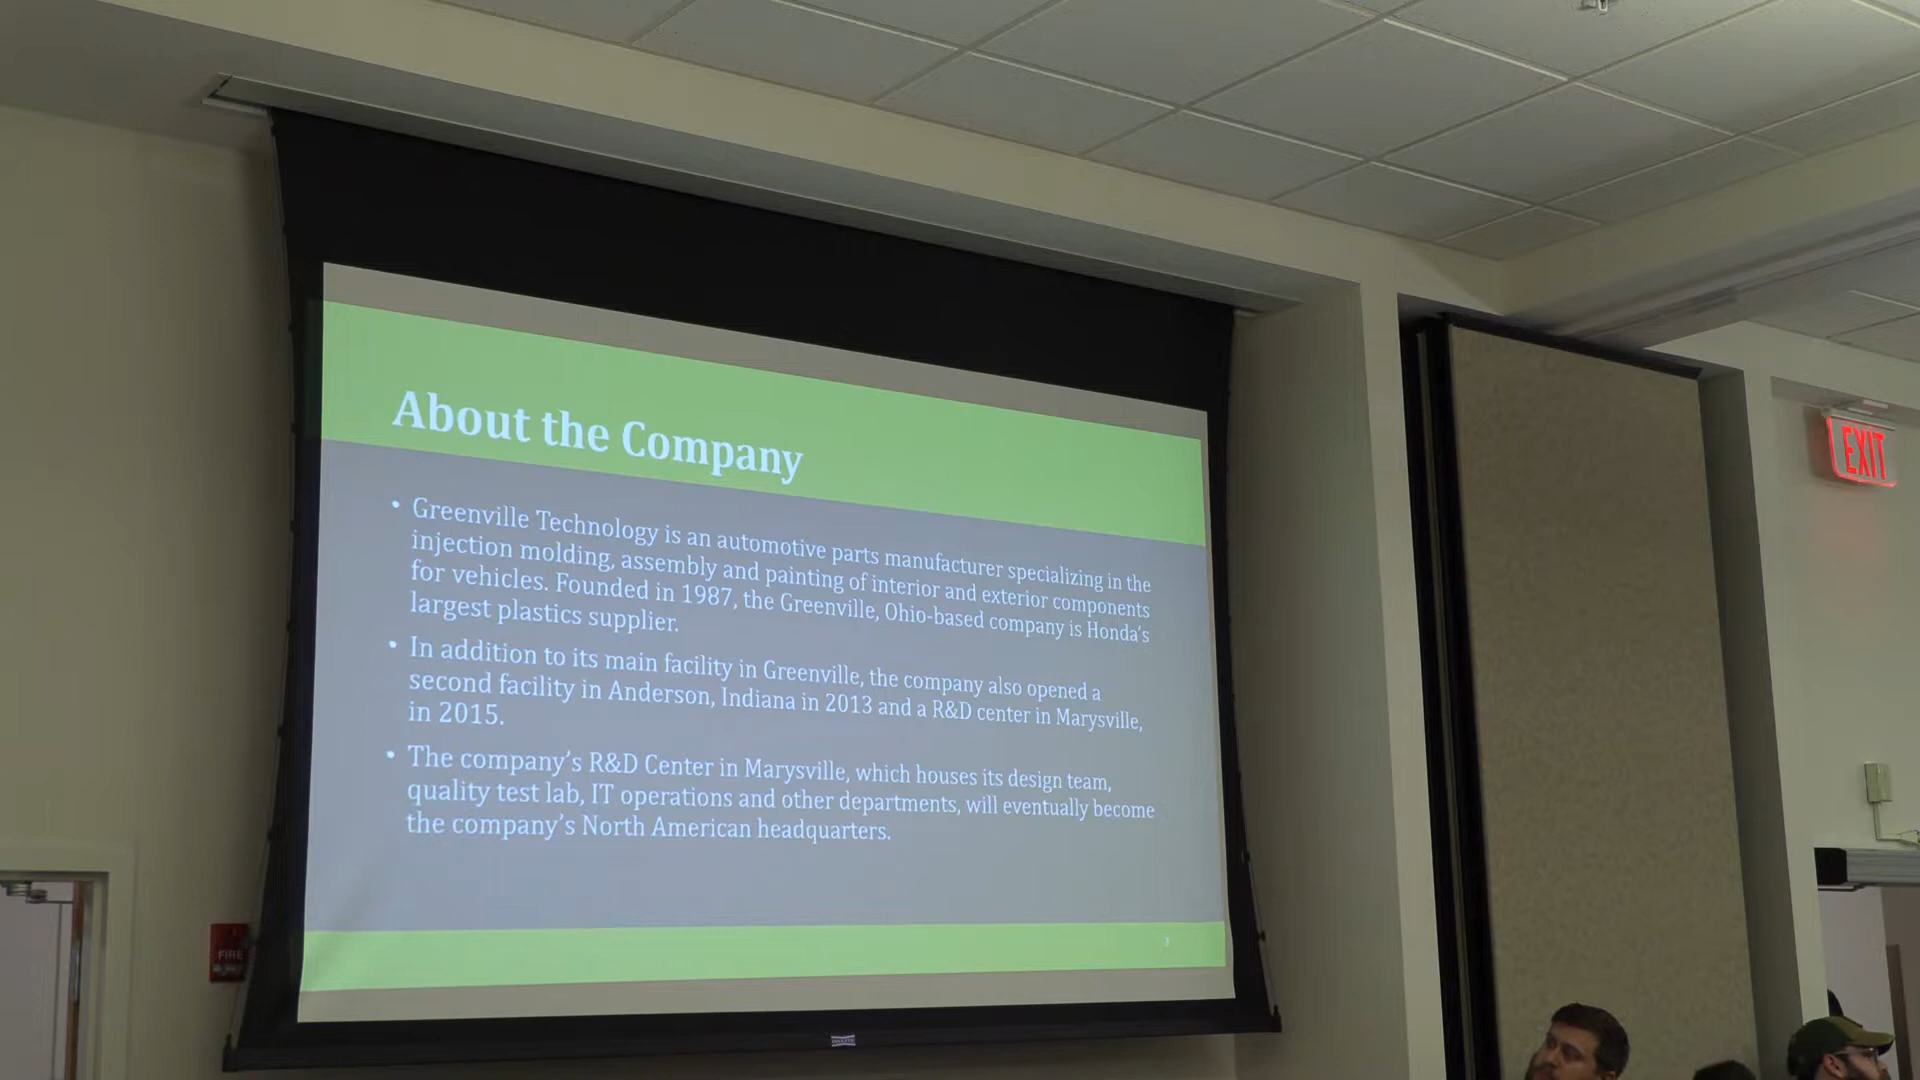 About the Company
• Greenville Technology is an automotive parts manufacturer specializing in the
injection molding, assembly and painting of interior and exterior components
for vehicles. Founded in 1987, the Greenville, Ohio-based company is Honda's
largest plastics supplier.
• In addition to its main facility in Greenville, the company also opened a
second facility in Anderson, Indiana in 2013 and a R&D center in Marysville,
in 2015.
• The company's R&D Center in Marysville, which houses its design team,
quality test lab, IT operations and other departments, will eventually become
the company's North American headquarters.
EXIT
FIRE